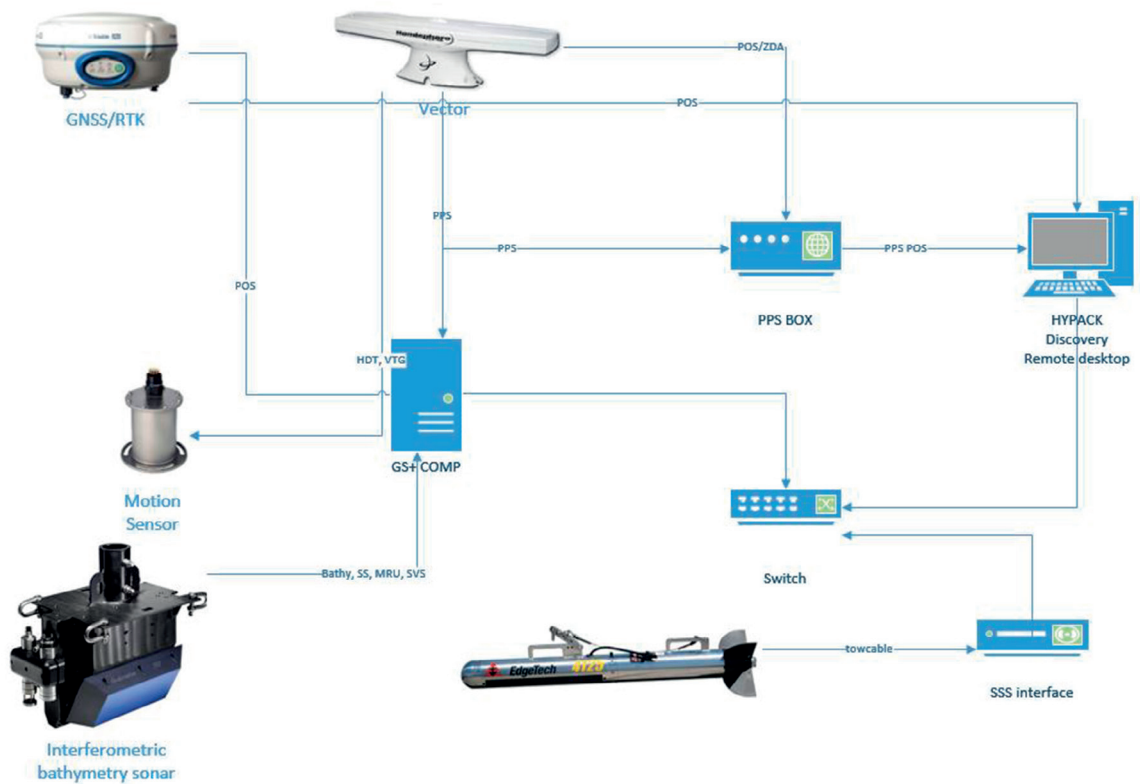 POS/ZDA
Vector
GNSS/RTK
POS
PPS
PPS
PPS POS
POS
PPS BOX
HYPACK
Discovery
Remote desktop
HDT, VTG
GS+ COMP
Motion
Sensor
Bathy, SS, MRU, SVS
Switch
EdgeTech
4125
towcable
SSS interface
Interferometric
bathymetry sonar